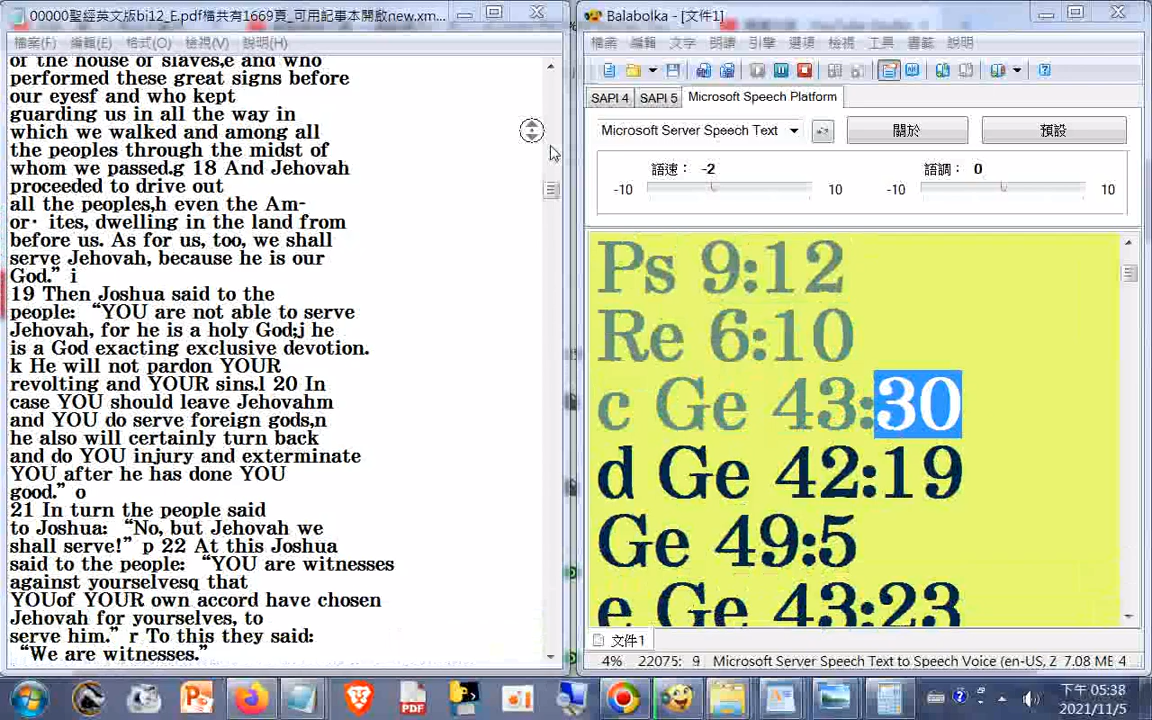 00000聖經英文版bi12_E.pdf檔共有1669頁_可用記事本開啟new.xm...
檔案(F) 編輯(E) 格式(O) 檢視(V) 說明(H)
of the house of slaves,e and who
performed these great signs before
our eyesf and who kept
guarding us in all the way in
which we walked and among all
the peoples through the midst of
whom we passed.g 18 And Jehovah
proceeded to drive out
all the peoples,h even the Am-
or· ites, dwelling in the land from
before us. As for us, too, we shall
serve Jehovah, because he is our
God.” i
19 Then Joshua said to the
people: “YOU are not able to serve
Jehovah, for he is a holy God;j he
is a God exacting exclusive devotion.
k He will not pardon YOUR
revolting and YOUR sins.l 20 In
case YOU should leave Jehovahm
and YOU do serve foreign gods,n
he also will certainly turn back
and do YOU injury and exterminate
YOU after he has done YOU
good.” o
21 In turn the people said
to Joshua: “No, but Jehovah we
shall serve!” p 22 At this Joshua
said to the people: “YOU are witnesses
against yourselvesq that
YOUof YOUR own accord have chosen
Jehovah for yourselves, to
serve him.” r To this they said:
“We are witnesses.”
Balabolka - [文件1]
檔案 編輯 文字 朗讀 引擎 選項 檢視 工具 書籤 說明
SAPI 4 SAPI 5 Microsoft Speech Platform
Microsoft Server Speech Text 關於 預設
語速： -2 語調： 0
-10 10 -10 10
Ps 9:12
Re 6:10
c Ge 43:30
d Ge 42:19
Ge 49:5
e Ge 43:23
文件1
4% 22075: 9 Microsoft Server Speech Text to Speech Voice (en-US, Z 7.08 ME 4
PDF
下午 05:38
2021/11/5